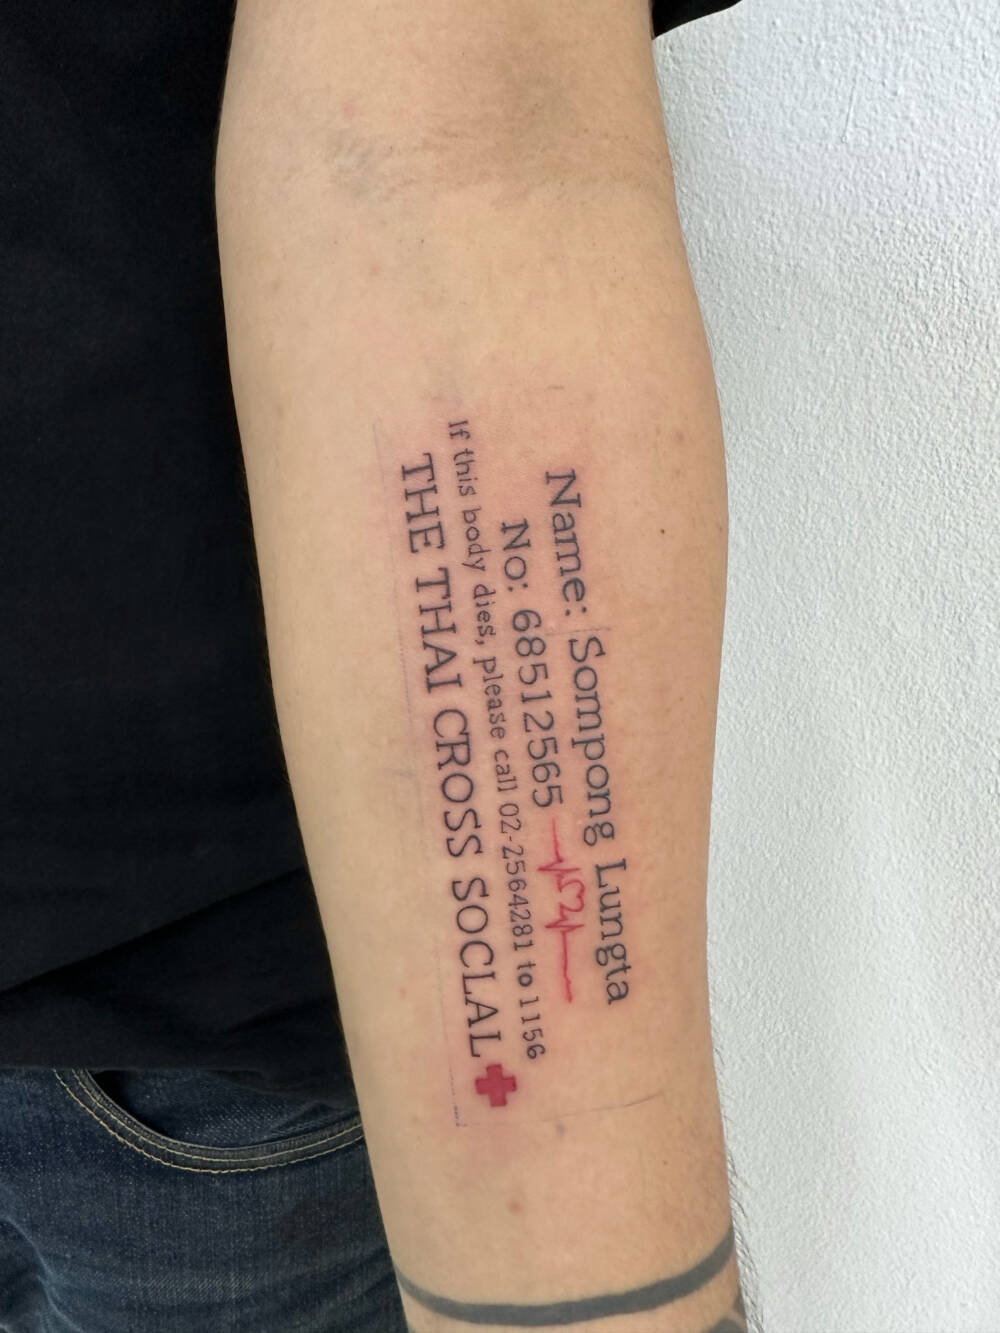 Name: Sompong Lungta
No: 68512565
If this body dies, please call 02-2564281 to 1156
THE THAI CROSS SOCLAL